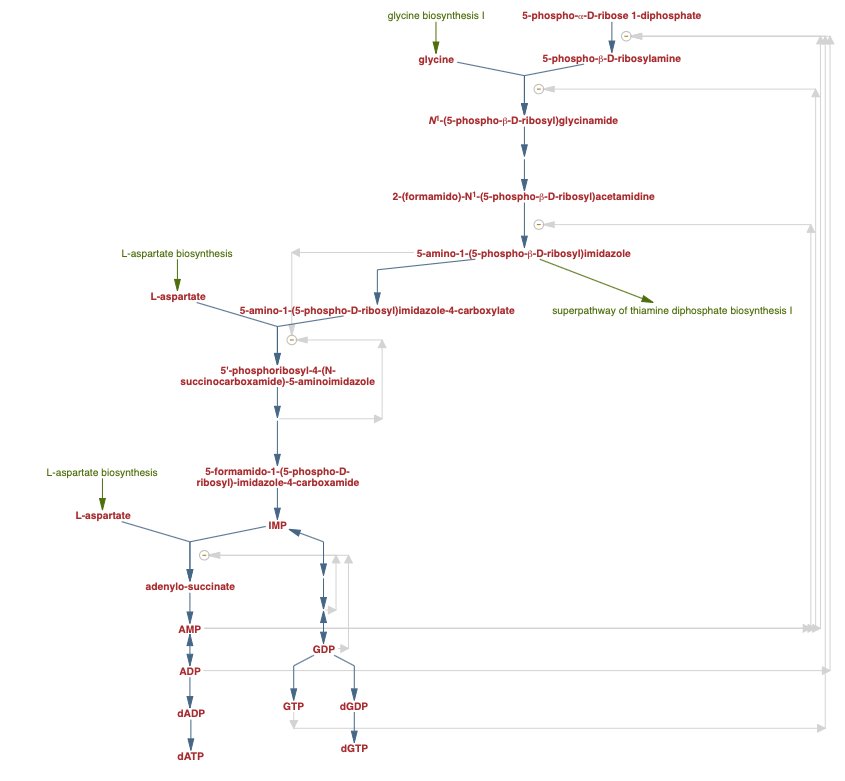 glycine biosynthesis I
5-phospho-α-D-ribose 1-diphosphate
glycine
5-phospho-β-D-ribosylamine
N¹-(5-phospho-β-D-ribosyl)glycinamide
2-(formamido)-N¹-(5-phospho-β-D-ribosyl)acetamidine
L-aspartate biosynthesis
5-amino-1-(5-phospho-β-D-ribosyl)imidazole
L-aspartate
5-amino-1-(5-phospho-D-ribosyl)imidazole-4-carboxylate
superpathway of thiamine diphosphate biosynthesis I
5'-phosphoribosyl-4-(N-
succinocarboxamide)-5-aminoimidazole
L-aspartate biosynthesis
5-formamido-1-(5-phospho-D-
ribosyl)-imidazole-4-carboxamide
L-aspartate
IMP
adenylo-succinate
AMP
GDP
ADP
GTP
dGDP
dADP
dGTP
dATP